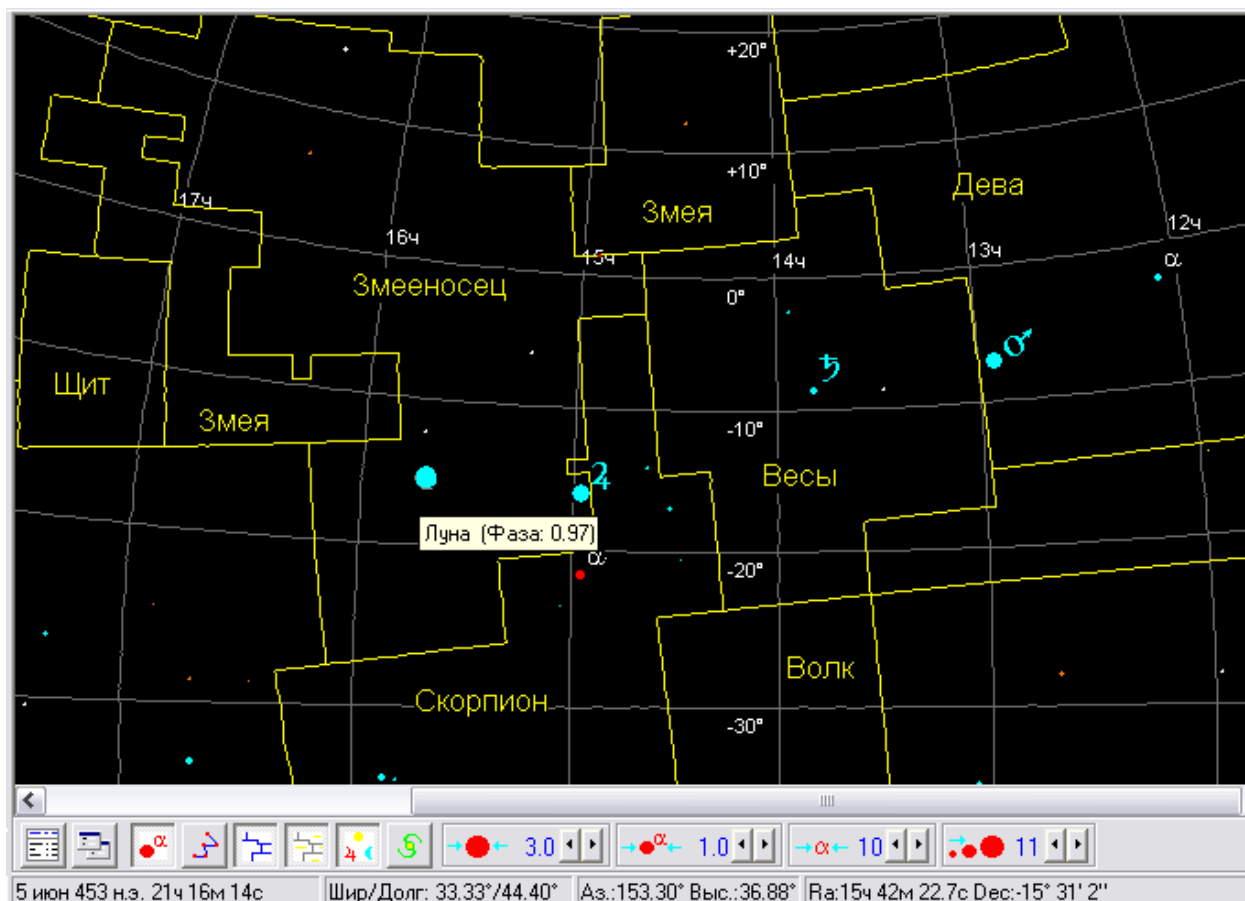 +20°
+10°
Дева
17ч
Змея
12ч
16ч
α
15ч
14ч
13ч
Змееносец
0°
♂
Щит
♄
Змея
-10°
♃
Весы
Луна (Фаза: 0.97)
α
-20°
Волк
Скорпион
-30°
α 3.0 α 1.0 α 10 11
5 июн 453 н.э. 21ч 16м 14с Шир/Долг: 33.33°/44.40° Аз.:153.30° Выс.:36.88° Ra:15ч 42м 22.7с Dec:-15° 31' 2''